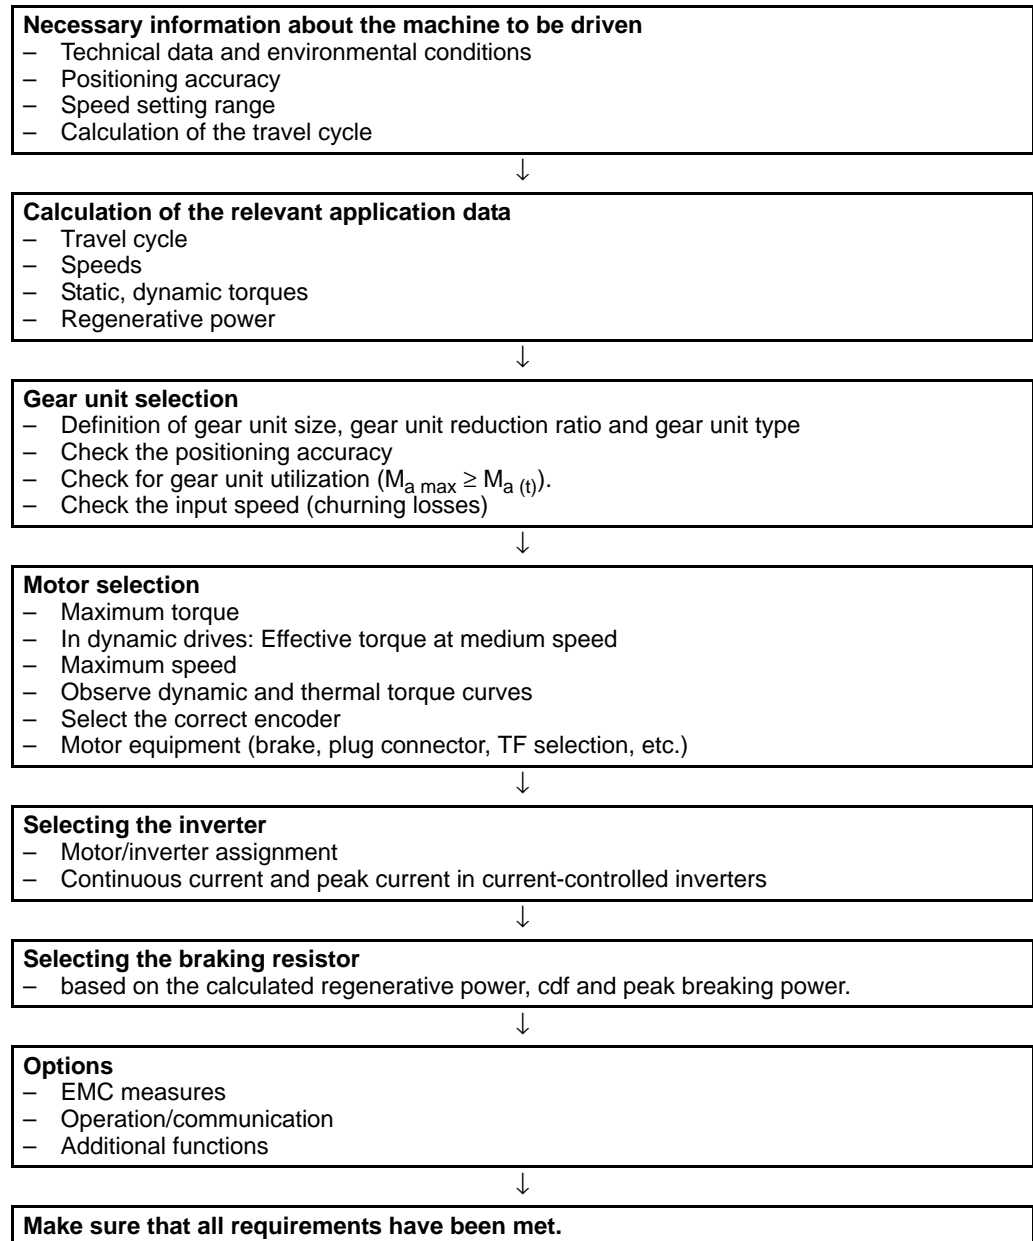 Necessary information about the machine to be driven
– Technical data and environmental conditions
– Positioning accuracy
– Speed setting range
– Calculation of the travel cycle
↓
Calculation of the relevant application data
– Travel cycle
– Speeds
– Static, dynamic torques
– Regenerative power
↓
Gear unit selection
– Definition of gear unit size, gear unit reduction ratio and gear unit type
– Check the positioning accuracy
– Check for gear unit utilization (Ma max ≥ Ma (t)).
– Check the input speed (churning losses)
↓
Motor selection
– Maximum torque
– In dynamic drives: Effective torque at medium speed
– Maximum speed
– Observe dynamic and thermal torque curves
– Select the correct encoder
– Motor equipment (brake, plug connector, TF selection, etc.)
↓
Selecting the inverter
– Motor/inverter assignment
– Continuous current and peak current in current-controlled inverters
↓
Selecting the braking resistor
– based on the calculated regenerative power, cdf and peak breaking power.
↓
Options
– EMC measures
– Operation/communication
– Additional functions
↓
Make sure that all requirements have been met.